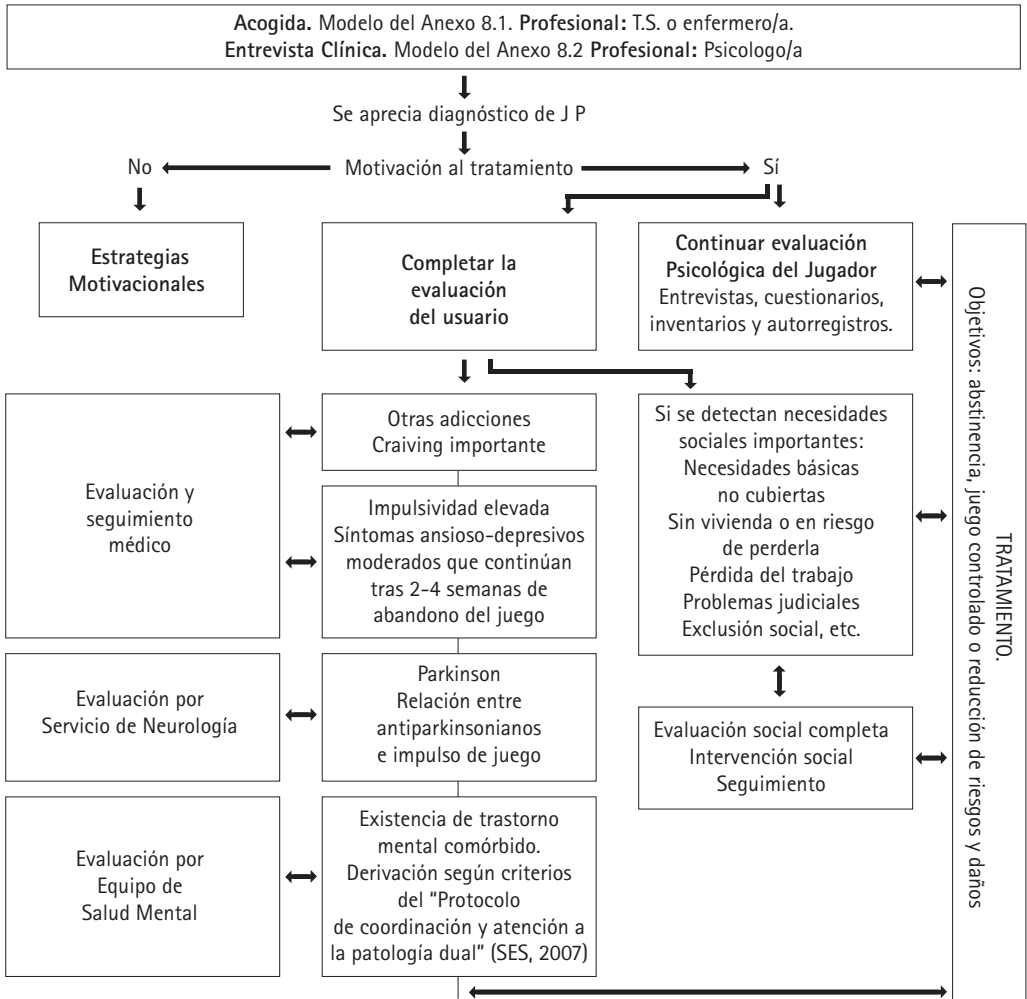 Acogida. Modelo del Anexo 8.1. Profesional: T.S. o enfermero/a.
Entrevista Clínica. Modelo del Anexo 8.2 Profesional: Psicologo/a
Se aprecia diagnóstico de J P
No
Motivación al tratamiento
Sí
Estrategias
Motivacionales
Completar la
evaluación
del usuario
Continuar evaluación
Psicológica del Jugador
Entrevistas, cuestionarios,
inventarios y autorregistros.
Evaluación y
seguimiento
médico
Otras adicciones
Craiving importante
Impulsividad elevada
Síntomas ansioso-depresivos
moderados que continúan
tras 2-4 semanas de
abandono del juego
Si se detectan necesidades
sociales importantes:
Necesidades básicas
no cubiertas
Sin vivienda o en riesgo
de perderla
Pérdida del trabajo
Problemas judiciales
Exclusión social, etc.
Evaluación por
Servicio de Neurología
Parkinson
Relación entre
antiparkinsonianos
e impulso de juego
Evaluación social completa
Intervención social
Seguimiento
Evaluación por
Equipo de
Salud Mental
Existencia de trastorno
mental comórbido.
Derivación según criterios
del “Protocolo
de coordinación y atención a
la patología dual” (SES, 2007)
TRATAMIENTO.
Objetivos: abstinencia, juego controlado o reducción de riesgos y daños